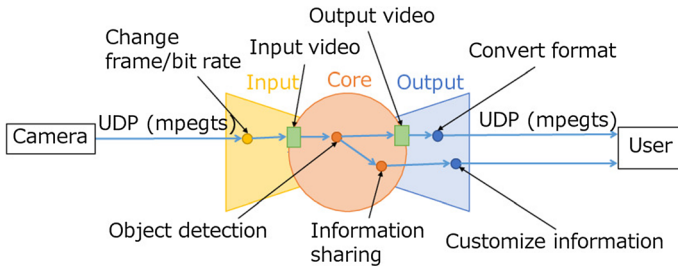 Output video
Change
frame/bit rate
Input video
Convert format
Input
Core
Output
UDP (mpegts)
UDP (mpegts)
Camera
User
Object detection
Information
sharing
Customize information